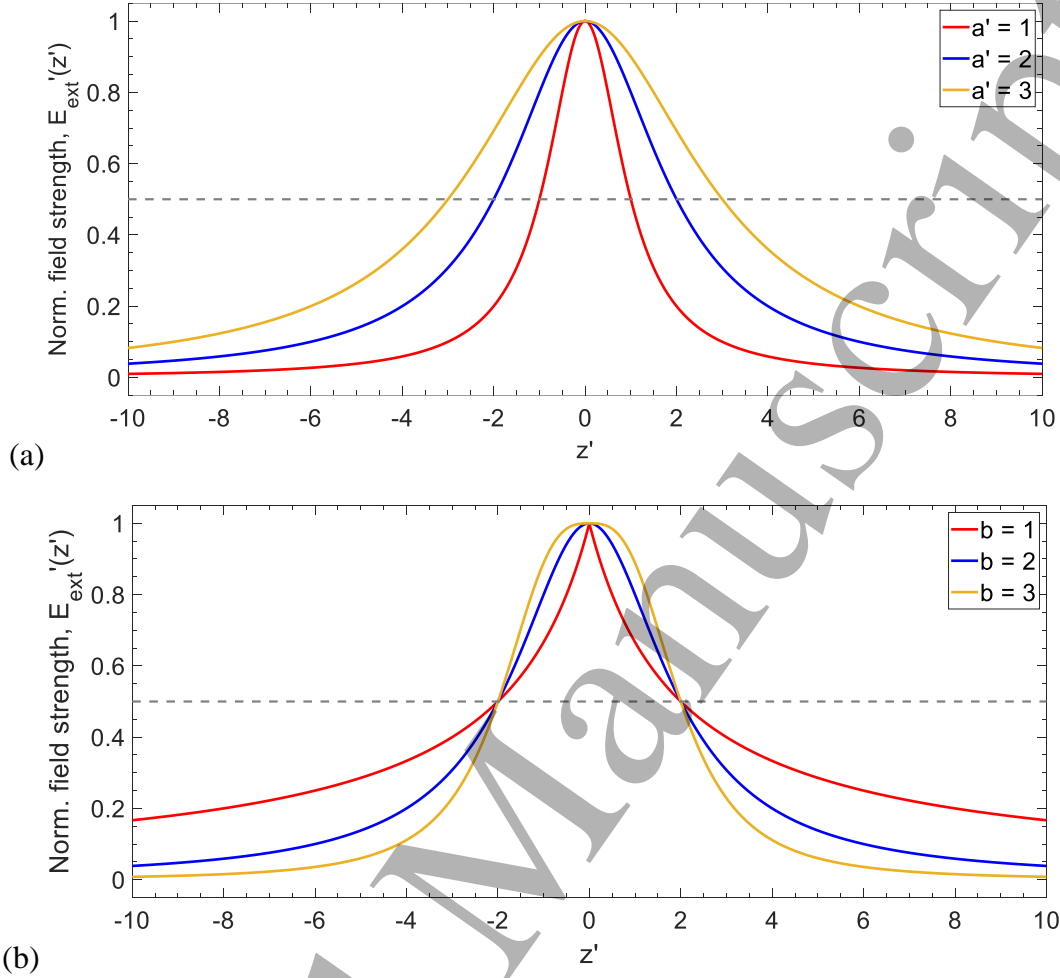 Norm. field strength, E_ext'(z')
1
0.8
0.6
0.4
0.2
0
-10 -8 -6 -4 -2 0 2 4 6 8 10
z'
a' = 1
a' = 2
a' = 3
(a)
Norm. field strength, E_ext'(z')
1
0.8
0.6
0.4
0.2
0
-10 -8 -6 -4 -2 0 2 4 6 8 10
z'
b = 1
b = 2
b = 3
(b)
Manuscrip